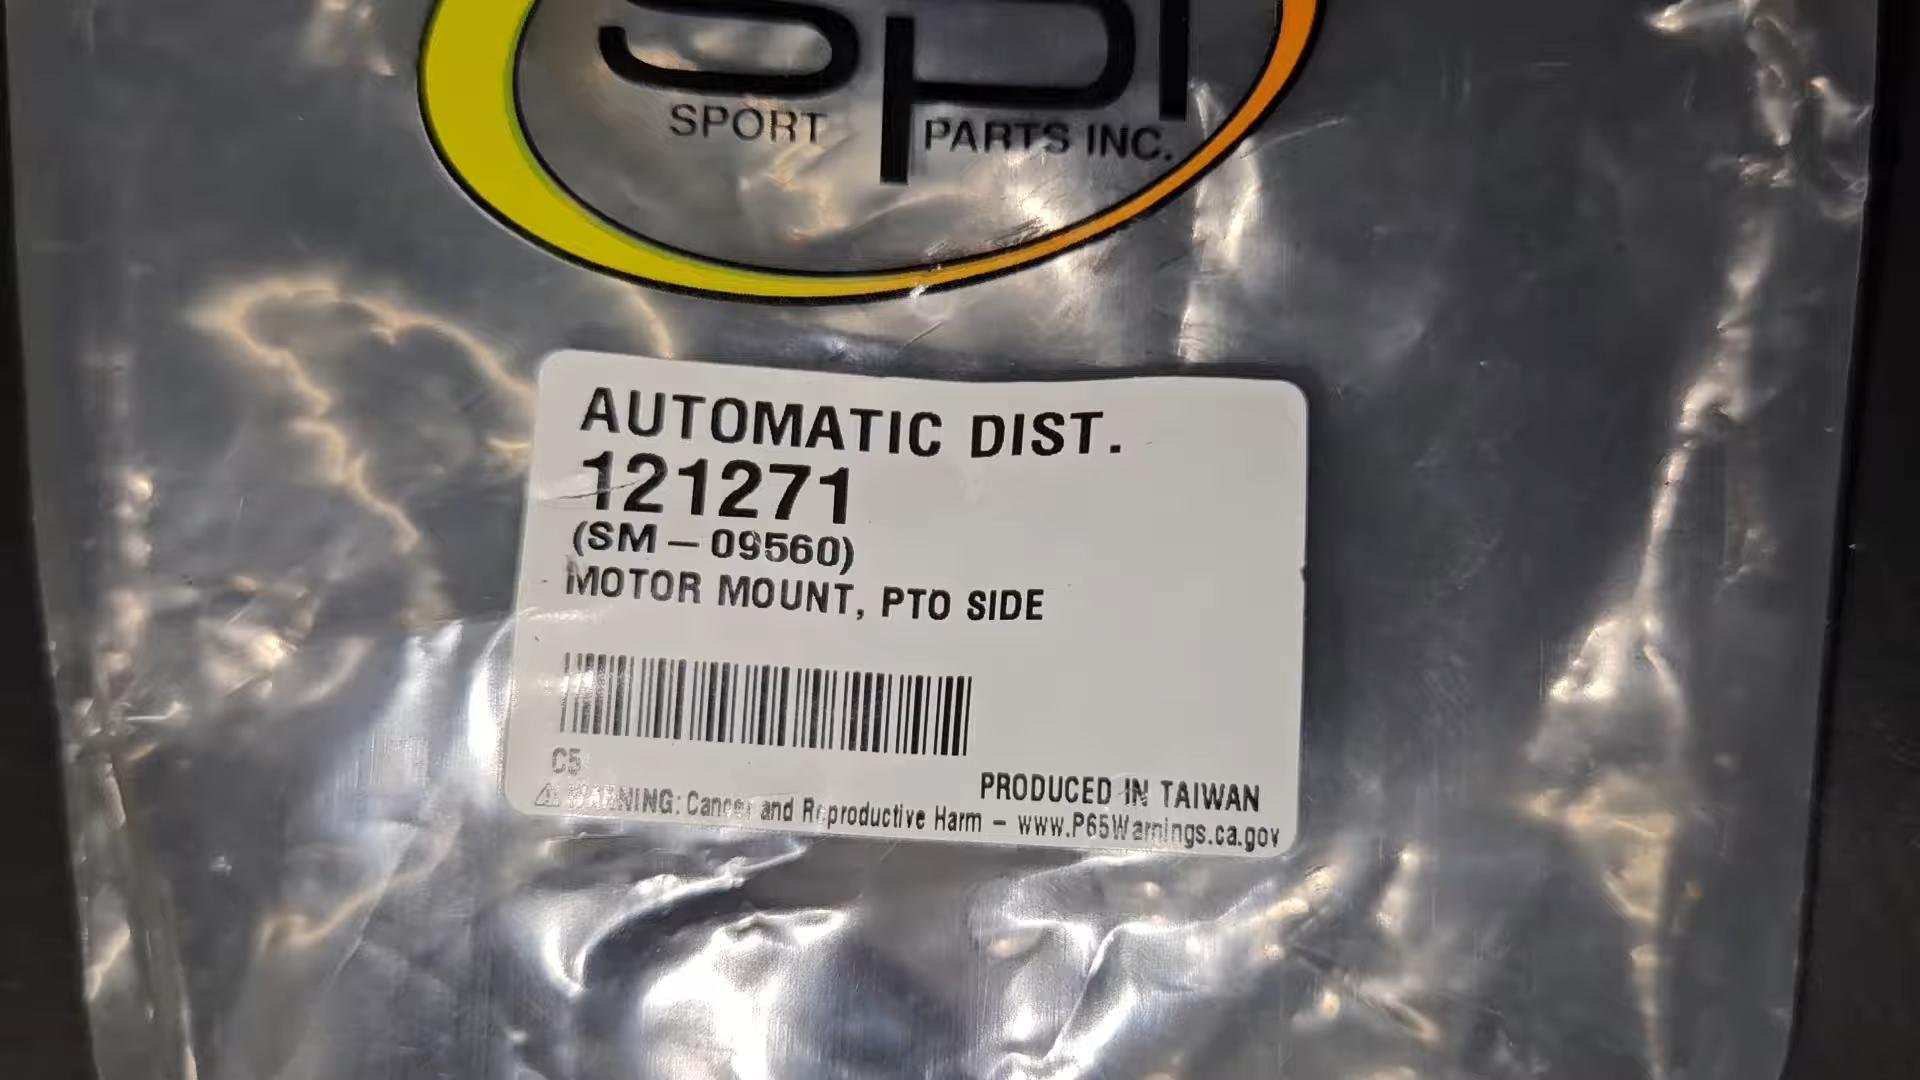 spi
SPORT PARTS INC.
AUTOMATIC DIST.
121271
(SM-09560)
MOTOR MOUNT, PTO SIDE
C5
PRODUCED IN TAIWAN
WARNING: Cancer and Reproductive Harm - www.P65Warnings.ca.gov